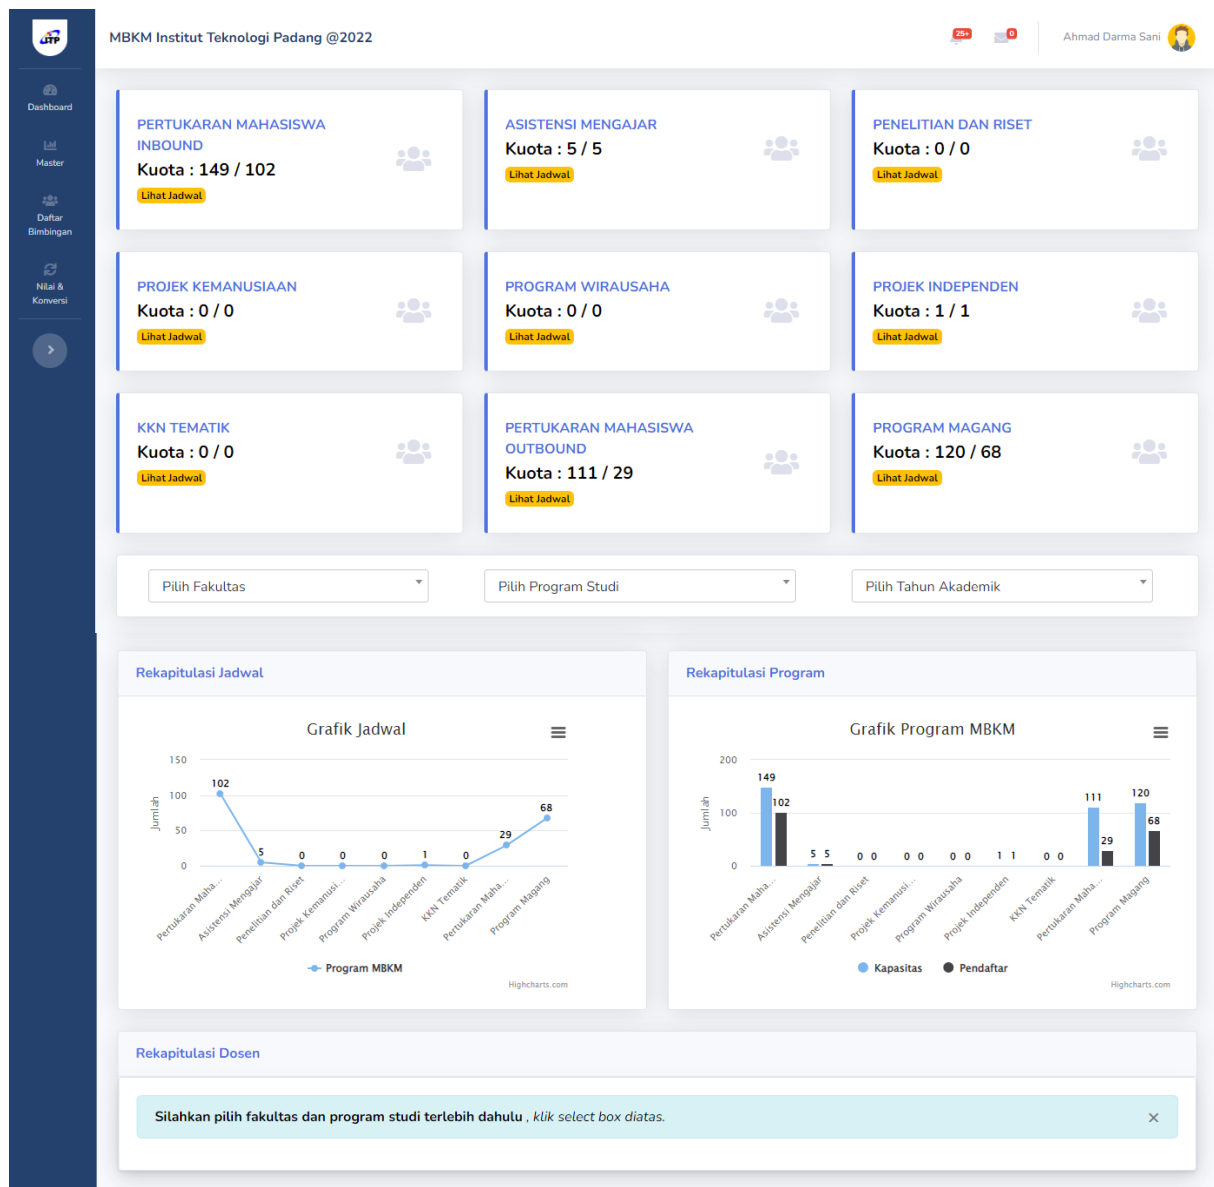 ITP
MBKM Institut Teknologi Padang @2022
25+
0
Ahmad Darma Sani
Dashboard
Master
Daftar
Bimbingan
Nilai &
Konversi
PERTUKARAN MAHASISWA
INBOUND
Kuota : 149 / 102
Lihat Jadwal
ASISTENSI MENGAJAR
Kuota : 5 / 5
Lihat Jadwal
PENELITIAN DAN RISET
Kuota : 0 / 0
Lihat Jadwal
PROJEK KEMANUSIAAN
Kuota : 0 / 0
Lihat Jadwal
PROGRAM WIRAUSAHA
Kuota : 0 / 0
Lihat Jadwal
PROJEK INDEPENDEN
Kuota : 1 / 1
Lihat Jadwal
KKN TEMATIK
Kuota : 0 / 0
Lihat Jadwal
PERTUKARAN MAHASISWA
OUTBOUND
Kuota : 111 / 29
Lihat Jadwal
PROGRAM MAGANG
Kuota : 120 / 68
Lihat Jadwal
Pilih Fakultas
Pilih Program Studi
Pilih Tahun Akademik
Rekapitulasi Jadwal
Grafik Jadwal
Jumlah
150
100
50
0
102
5
0
0
0
1
0
29
68
Pertukaran Maha...
Asistensi Mengajar
Penelitian dan Riset
Projek Kemanusi...
Program Wirausaha
Projek Independen
KKN Tematik
Pertukaran Maha...
Program Magang
Program MBKM
Highcharts.com
Rekapitulasi Program
Grafik Program MBKM
Jumlah
200
100
0
149
102
5 5
0 0
0 0
0 0
1 1
0 0
111
29
120
68
Pertukaran Maha...
Asistensi Mengajar
Penelitian dan Riset
Projek Kemanusi...
Program Wirausaha
Projek Independen
KKN Tematik
Pertukaran Maha...
Program Magang
Kapasitas
Pendaftar
Highcharts.com
Rekapitulasi Dosen
Silahkan pilih fakultas dan program studi terlebih dahulu , klik select box diatas.